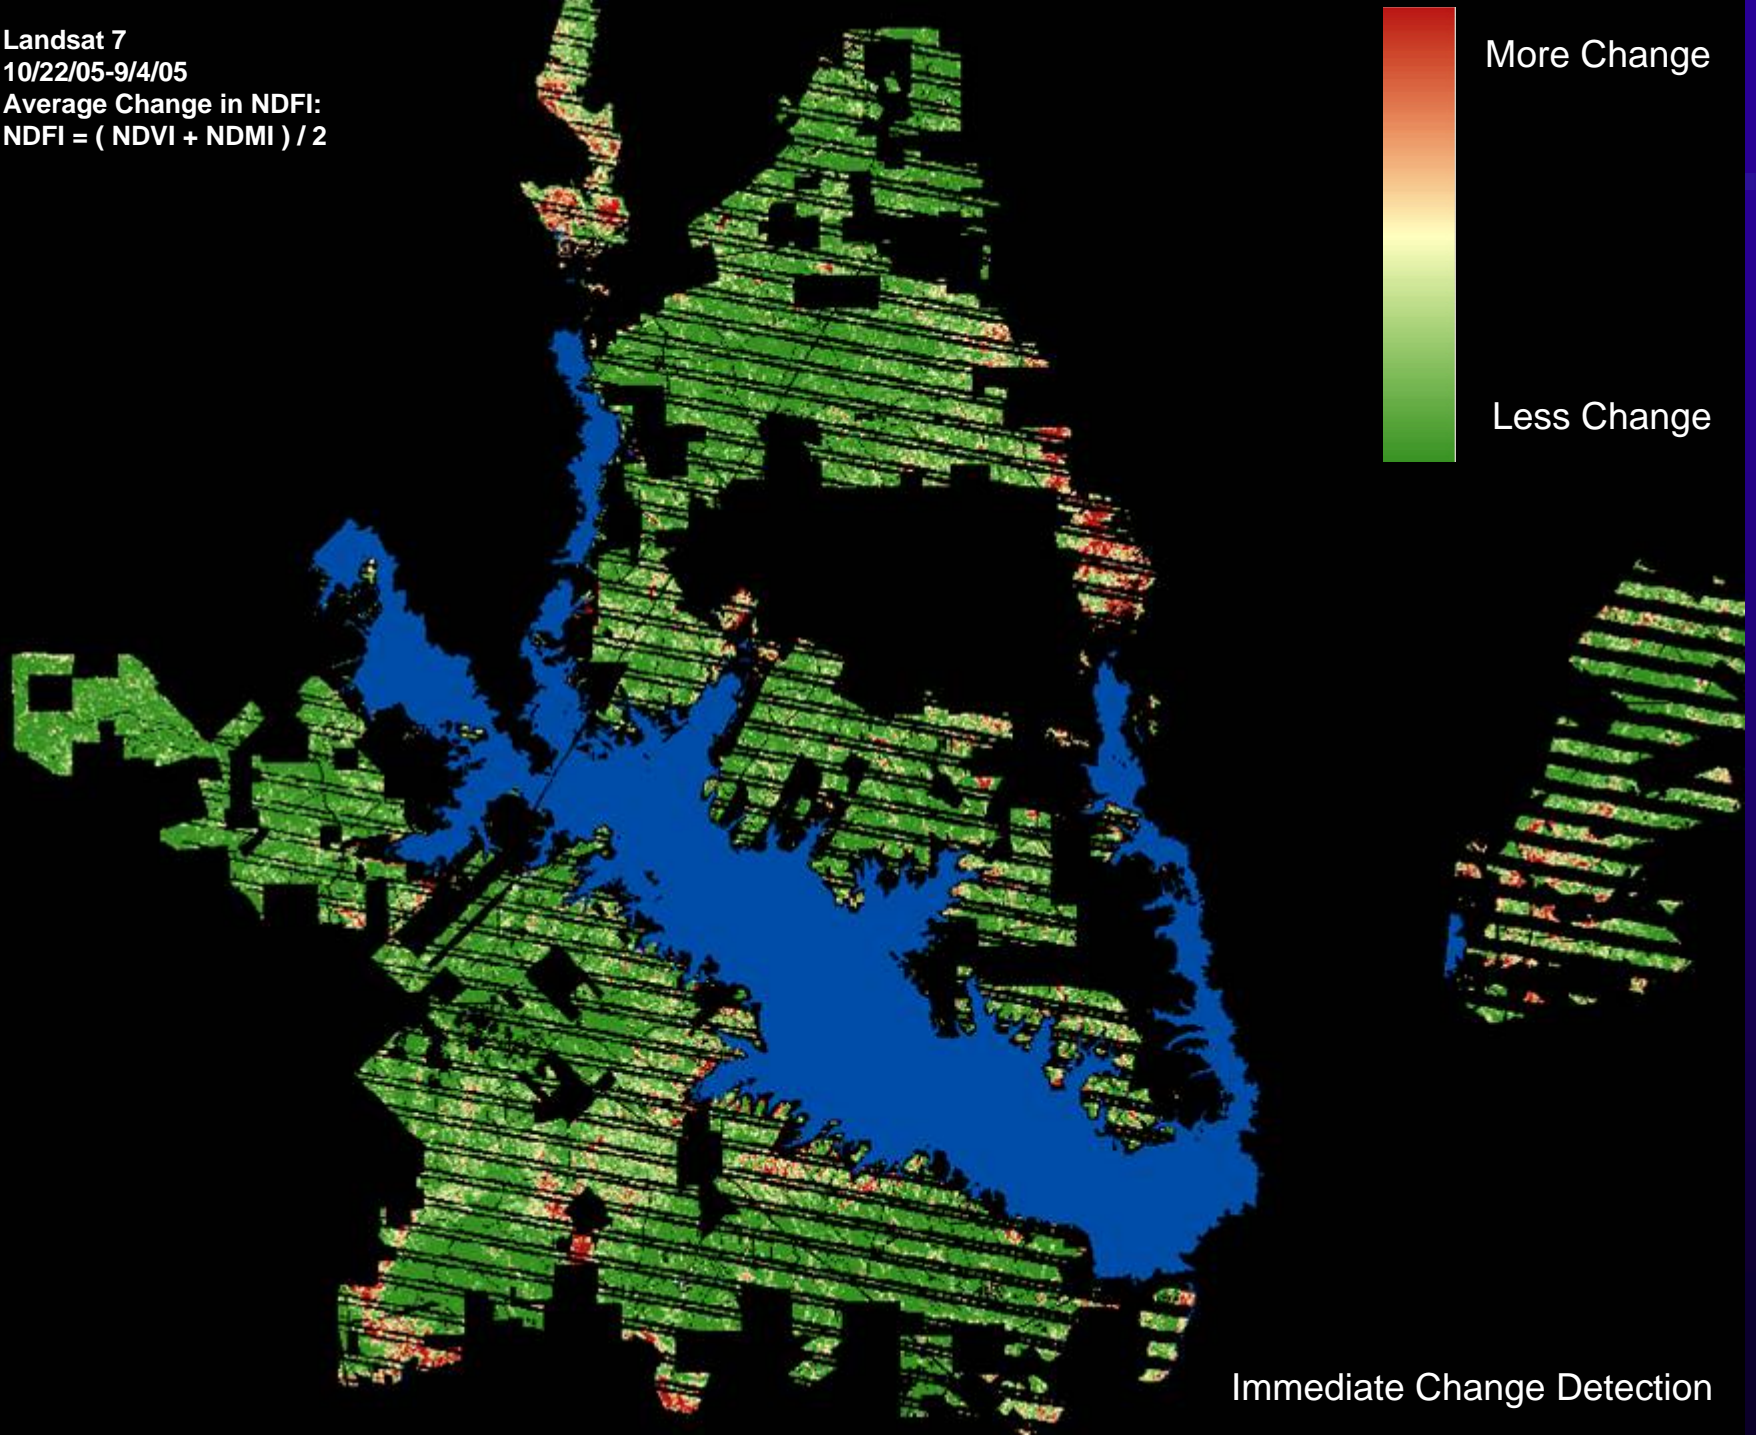 Landsat 7
10/22/05-9/4/05
Average Change in NDFI:
NDFI = ( NDVI + NDMI ) / 2
More Change
Less Change
Immediate Change Detection